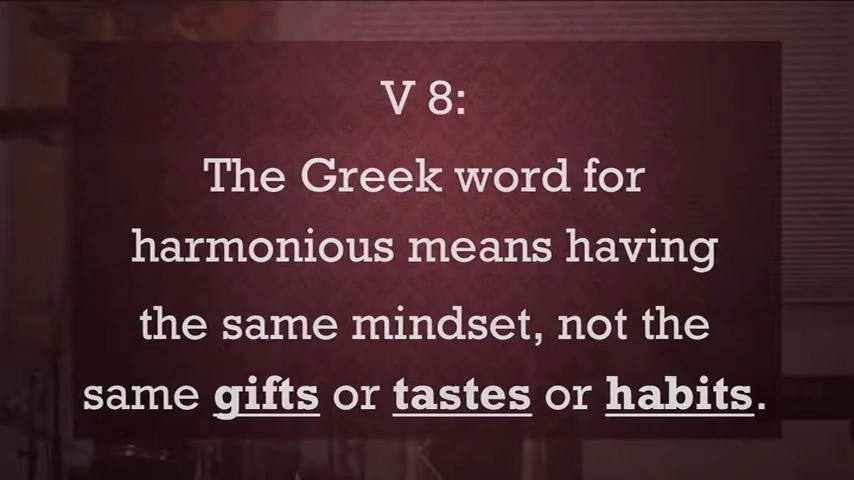 V 8:
The Greek word for
harmonious means having
the same mindset, not the
same gifts or tastes or habits.